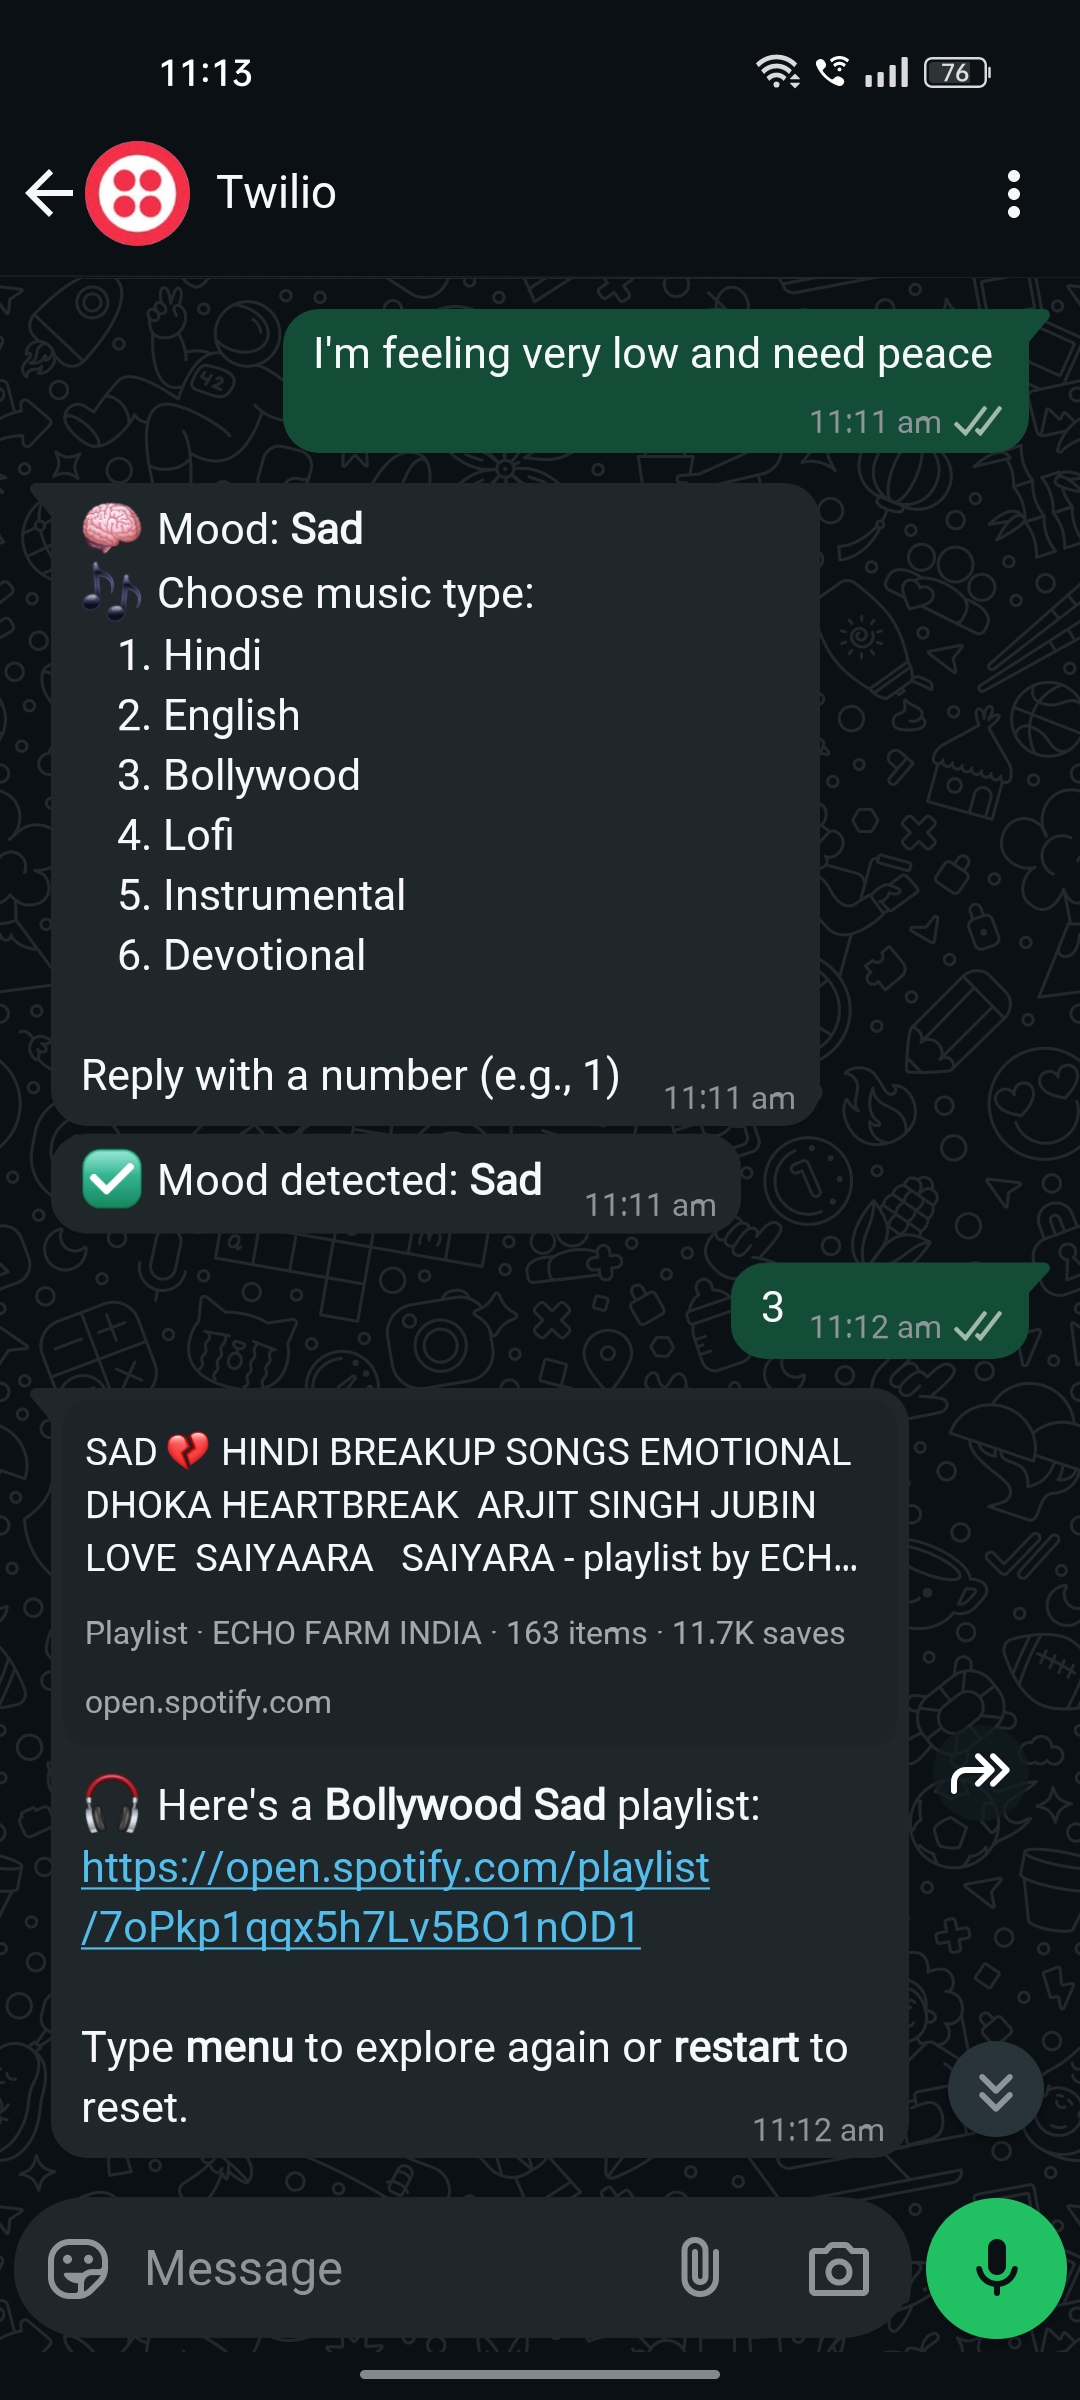 11:13
76
Twilio
I'm feeling very low and need peace
11:11 am
🧠 Mood: Sad
🎶 Choose music type:
1. Hindi
2. English
3. Bollywood
4. Lofi
5. Instrumental
6. Devotional
Reply with a number (e.g., 1)
11:11 am
✅ Mood detected: Sad
11:11 am
3
11:12 am
SAD 💔 HINDI BREAKUP SONGS EMOTIONAL
DHOKA HEARTBREAK ARJIT SINGH JUBIN
LOVE SAIYAARA SAIYARA - playlist by ECH...
Playlist · ECHO FARM INDIA · 163 items · 11.7K saves
open.spotify.com
🎧 Here's a Bollywood Sad playlist:
https://open.spotify.com/playlist
/7oPkp1qqx5h7Lv5BO1nOD1
Type menu to explore again or restart to
reset.
11:12 am
Message